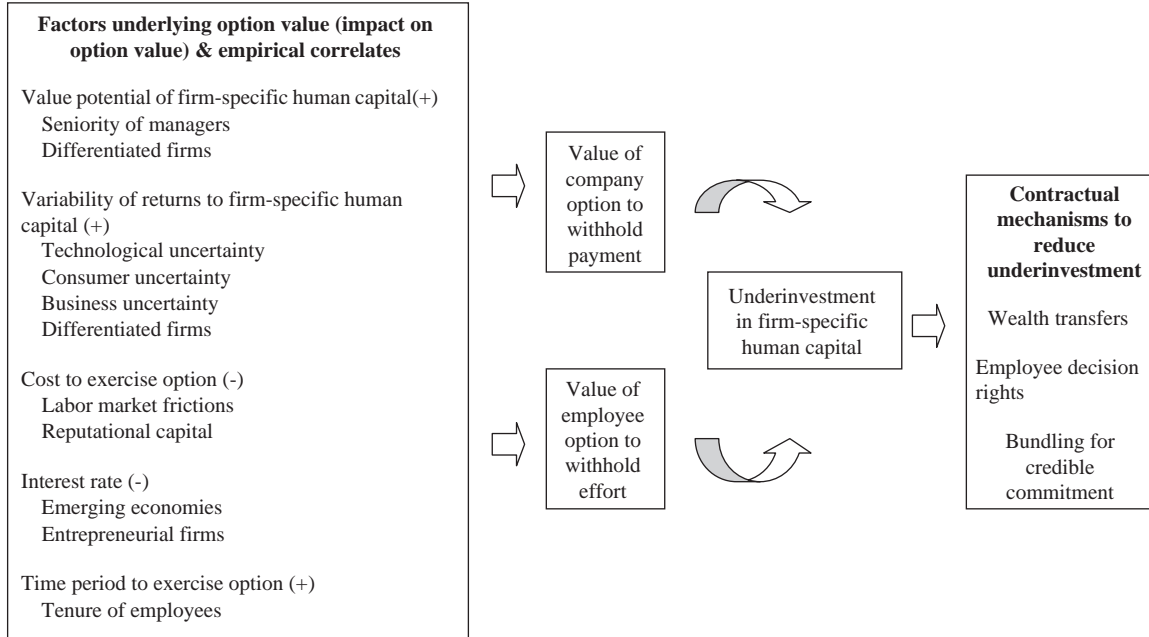 Factors underlying option value (impact on
option value) & empirical correlates
Value potential of firm-specific human capital(+)
Seniority of managers
Differentiated firms
Variability of returns to firm-specific human
capital (+)
Technological uncertainty
Consumer uncertainty
Business uncertainty
Differentiated firms
Cost to exercise option (-)
Labor market frictions
Reputational capital
Interest rate (-)
Emerging economies
Entrepreneurial firms
Time period to exercise option (+)
Tenure of employees
Value of
company
option to
withhold
payment
Value of
employee
option to
withhold
effort
Underinvestment
in firm-specific
human capital
Contractual
mechanisms to
reduce
underinvestment
Wealth transfers
Employee decision
rights
Bundling for
credible
commitment